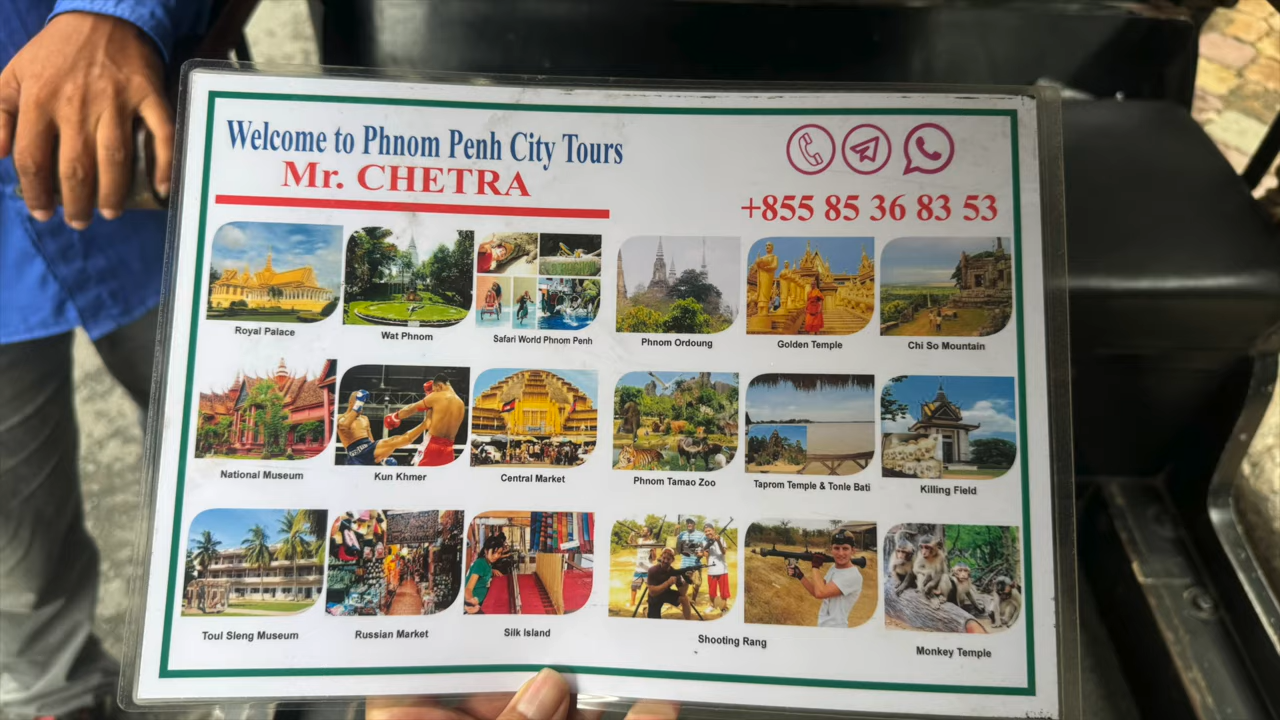 Welcome to Phnom Penh City Tours
Mr. CHETRA
+855 85 36 83 53
Royal Palace
Wat Phnom
Safari World Phnom Penh
Phnom Ordoung
Golden Temple
Chi So Mountain
National Museum
Kun Khmer
Central Market
Phnom Tamao Zoo
Taprom Temple & Tonle Bati
Killing Field
Toul Sleng Museum
Russian Market
Silk Island
Shooting Rang
Monkey Temple